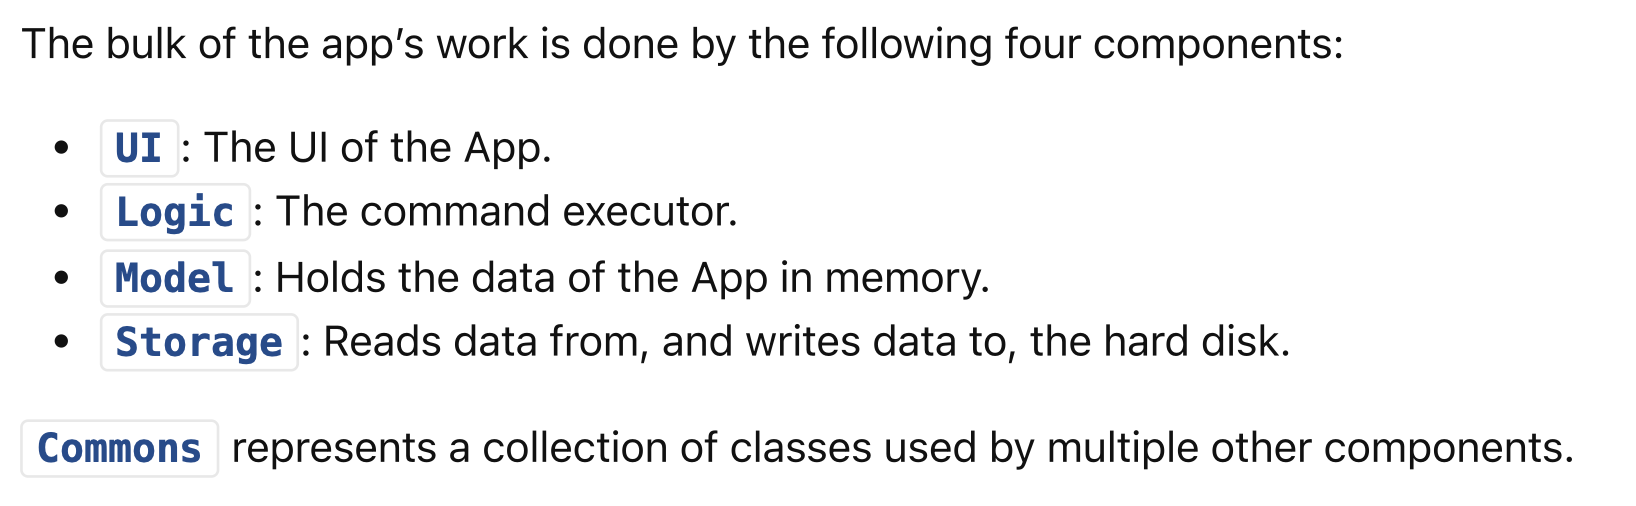 The bulk of the app’s work is done by the following four components:
• UI : The UI of the App.
• Logic : The command executor.
• Model : Holds the data of the App in memory.
• Storage : Reads data from, and writes data to, the hard disk.
Commons represents a collection of classes used by multiple other components.